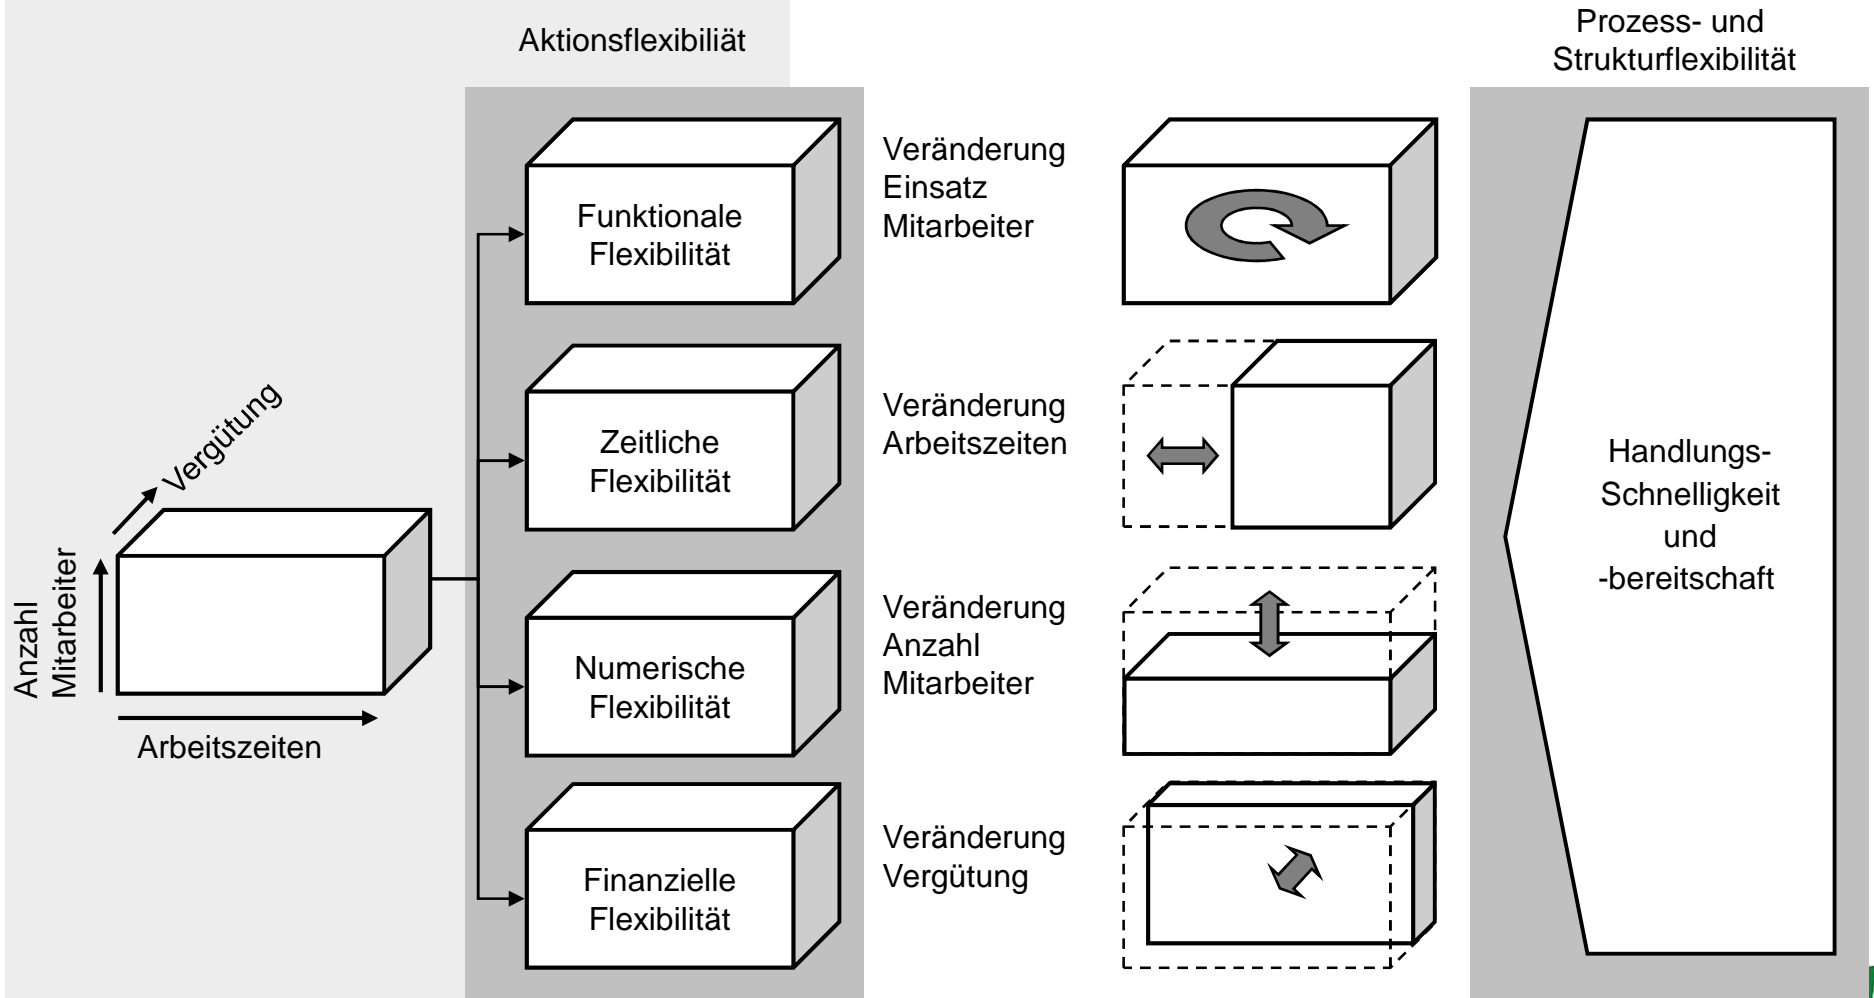 Aktionsflexibiliät
Prozess- und
Strukturflexibilität
Funktionale
Flexibilität
Veränderung
Einsatz
Mitarbeiter
Vergütung
Anzahl
Mitarbeiter
Arbeitszeiten
Zeitliche
Flexibilität
Veränderung
Arbeitszeiten
Numerische
Flexibilität
Veränderung
Anzahl
Mitarbeiter
Finanzielle
Flexibilität
Veränderung
Vergütung
Handlungs-
Schnelligkeit
und
-bereitschaft